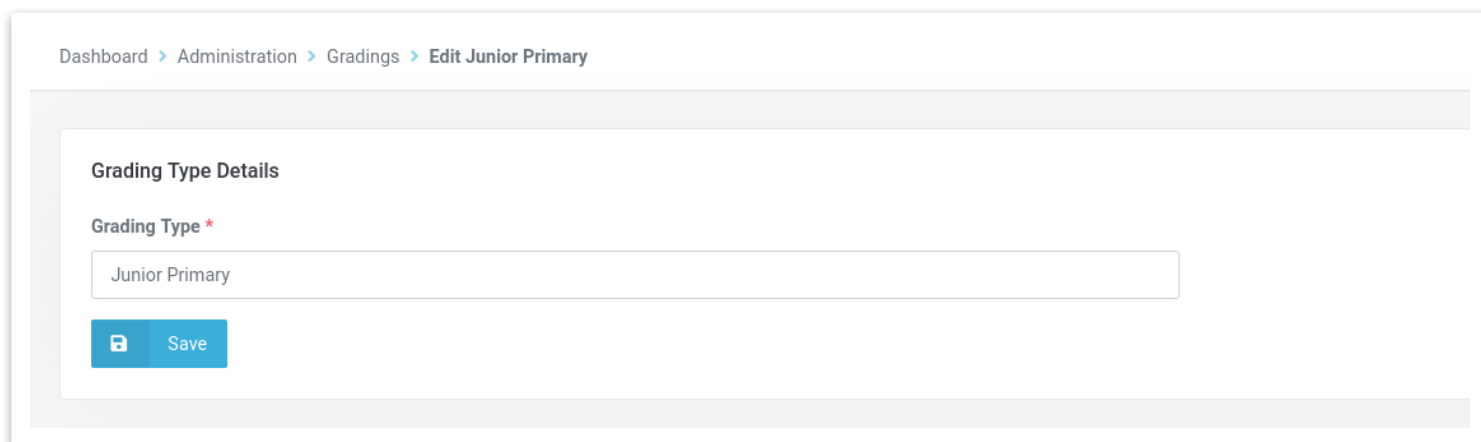 Dashboard > Administration > Gradings > Edit Junior Primary
Grading Type Details
Grading Type *
Junior Primary
Save